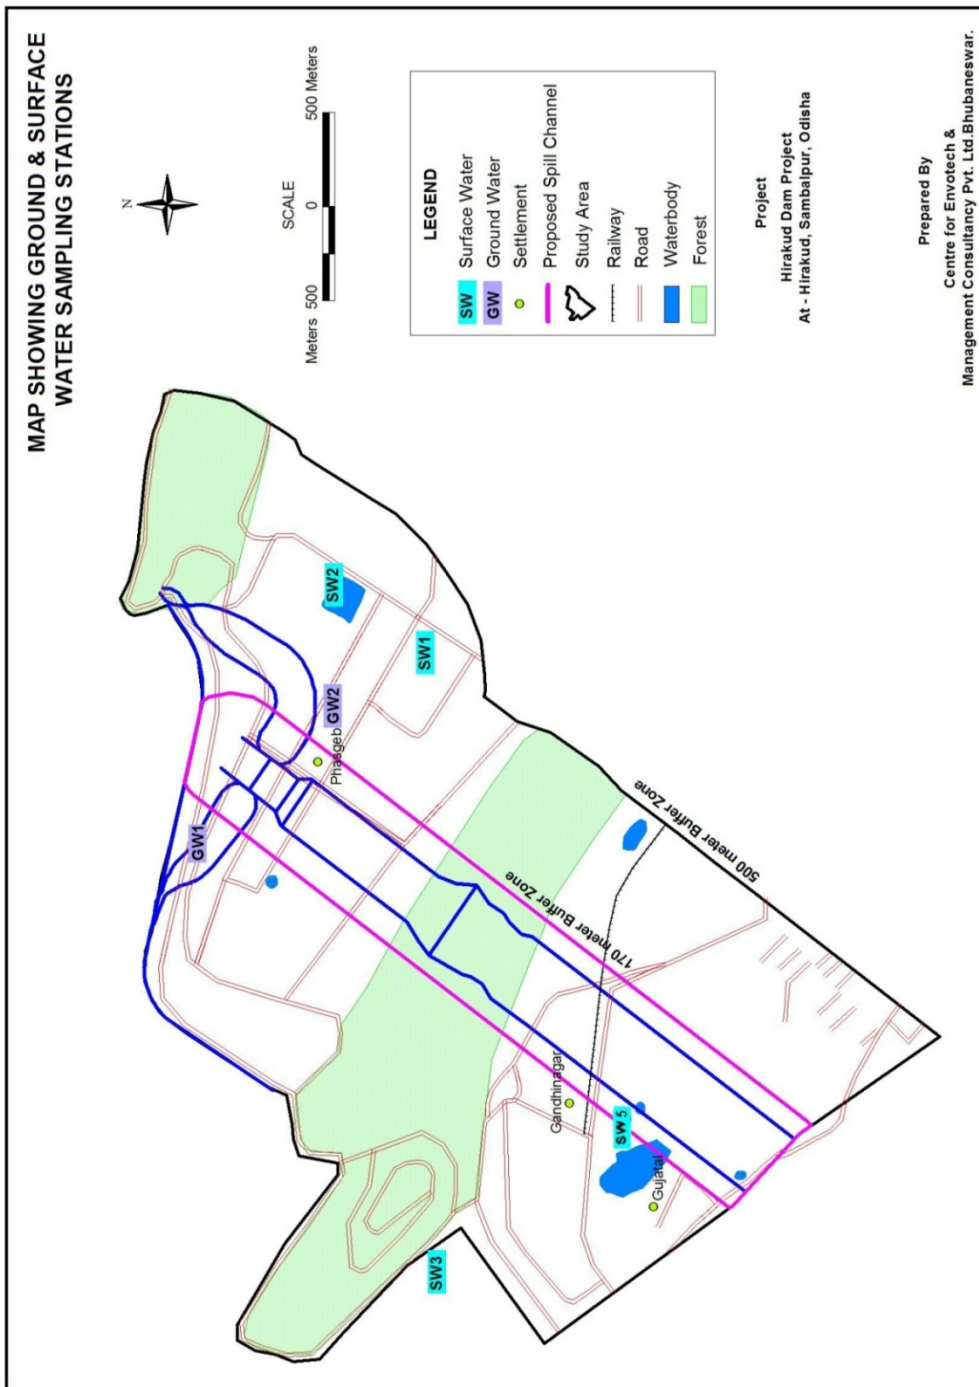 MAP SHOWING GROUND & SURFACE
WATER SAMPLING STATIONS
N
SCALE
Meters 500 0 500 Meters
LEGEND
SW Surface Water
GW Ground Water
Settlement
Proposed Spill Channel
Study Area
Railway
Road
Waterbody
Forest
Project
Hirakud Dam Project
At - Hirakud, Sambalpur, Odisha
Prepared By
Centre for Envotech &
Management Consultancy Pvt. Ltd.Bhubaneswar.
SW2
SW1
GW2
GW1
500 meter Buffer Zone
170 meter Buffer Zone
Gandhinagar
SW5
Gujatal
SW3